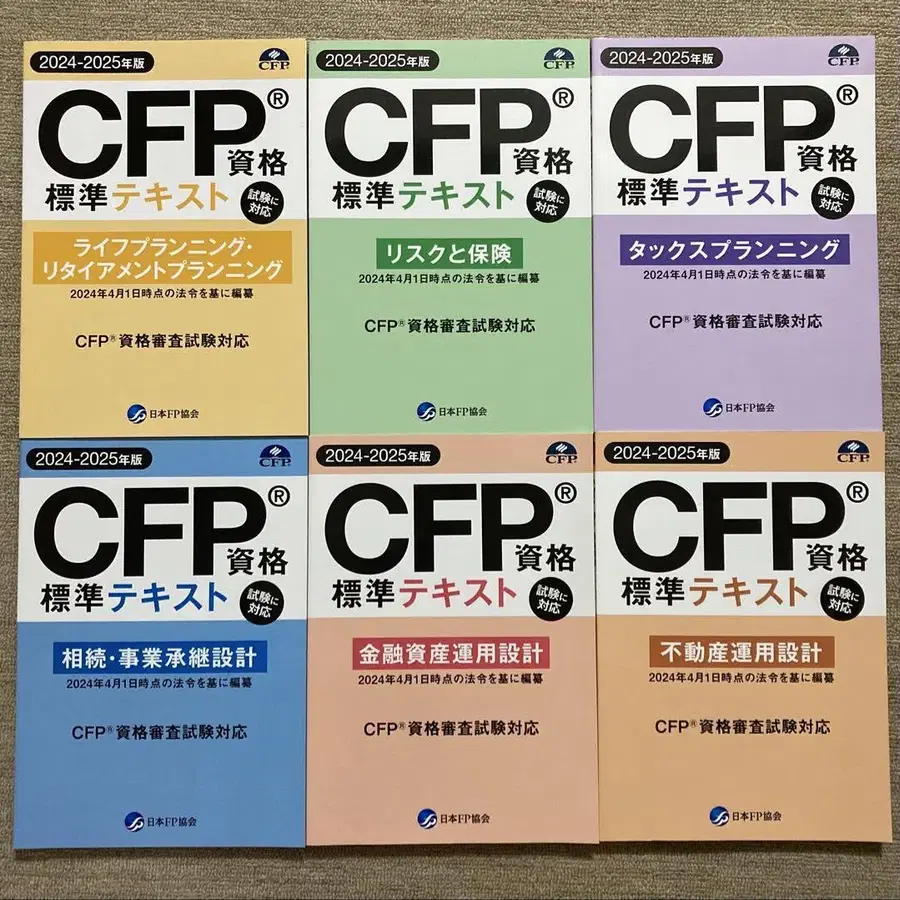 2024-2025年版
CFP
CFP®資格
標準テキスト
試験に
対応
ライフプランニング・
リタイアメントプランニング
2024年4月1日時点の法令を基に編纂
CFP®資格審査試験対応
日本FP協会
2024-2025年版
CFP
CFP®資格
標準テキスト
試験に
対応
リスクと保険
2024年4月1日時点の法令を基に編纂
CFP®資格審査試験対応
日本FP協会
2024-2025年版
CFP
CFP®資格
標準テキスト
試験に
対応
タックスプランニング
2024年4月1日時点の法令を基に編纂
CFP®資格審査試験対応
日本FP協会
2024-2025年版
CFP
CFP®資格
標準テキスト
試験に
対応
相続・事業承継設計
2024年4月1日時点の法令を基に編纂
CFP®資格審査試験対応
日本FP協会
2024-2025年版
CFP
CFP®資格
標準テキスト
試験に
対応
金融資産運用設計
2024年4月1日時点の法令を基に編纂
CFP®資格審査試験対応
日本FP協会
2024-2025年版
CFP
CFP®資格
標準テキスト
試験に
対応
不動産運用設計
2024年4月1日時点の法令を基に編纂
CFP®資格審査試験対応
日本FP協会